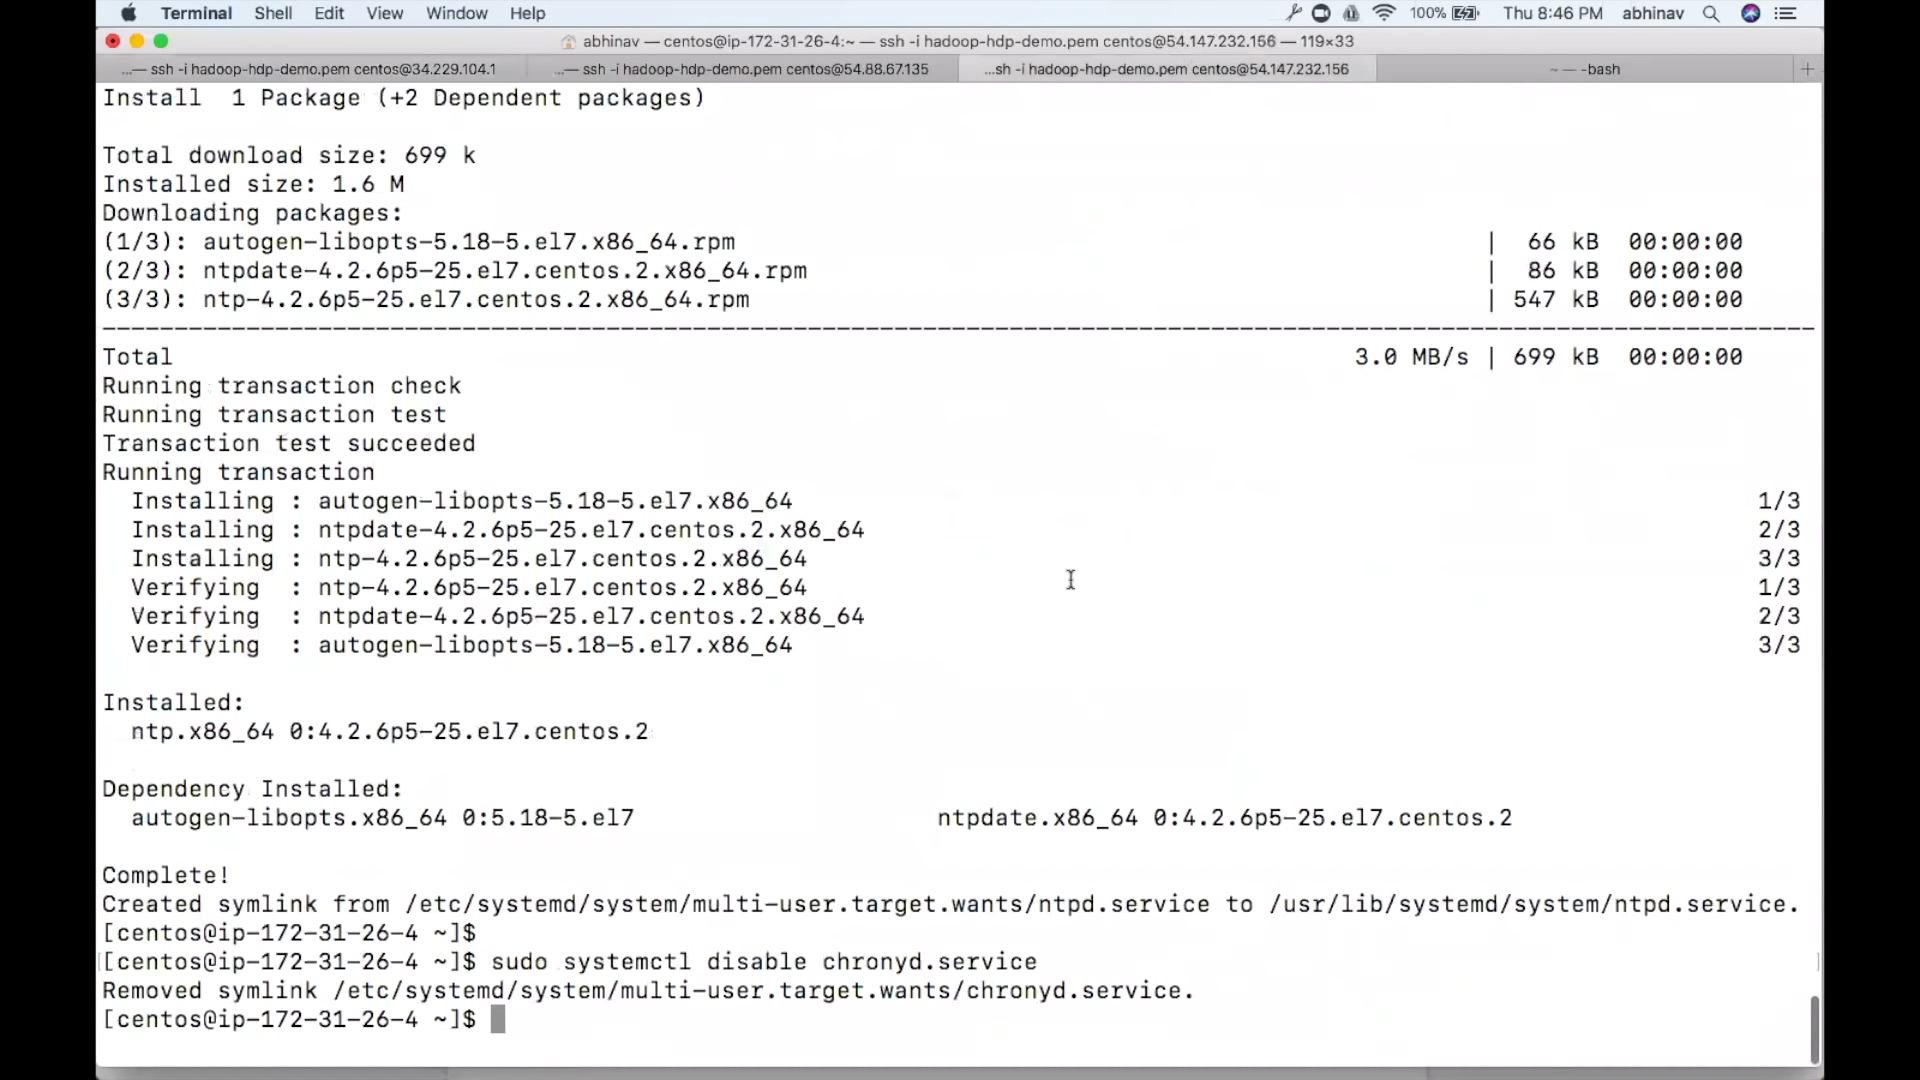 Terminal Shell Edit View Window Help 100% Thu 8:46 PM abhinav
abhinav — centos@ip-172-31-26-4:~ — ssh -i hadoop-hdp-demo.pem centos@54.147.232.156 — 119×33
...— ssh -i hadoop-hdp-demo.pem centos@34.229.104.1 ...— ssh -i hadoop-hdp-demo.pem centos@54.88.67.135 ...sh -i hadoop-hdp-demo.pem centos@54.147.232.156 ~ — -bash +
Install  1 Package (+2 Dependent packages)
Total download size: 699 k
Installed size: 1.6 M
Downloading packages:
(1/3): autogen-libopts-5.18-5.el7.x86_64.rpm | 66 kB 00:00:00
(2/3): ntpdate-4.2.6p5-25.el7.centos.2.x86_64.rpm | 86 kB 00:00:00
(3/3): ntp-4.2.6p5-25.el7.centos.2.x86_64.rpm | 547 kB 00:00:00
--------------------------------------------------------------------------------
Total 3.0 MB/s | 699 kB 00:00:00
Running transaction check
Running transaction test
Transaction test succeeded
Running transaction
Installing : autogen-libopts-5.18-5.el7.x86_64 1/3
Installing : ntpdate-4.2.6p5-25.el7.centos.2.x86_64 2/3
Installing : ntp-4.2.6p5-25.el7.centos.2.x86_64 3/3
Verifying  : ntp-4.2.6p5-25.el7.centos.2.x86_64 1/3
Verifying  : ntpdate-4.2.6p5-25.el7.centos.2.x86_64 2/3
Verifying  : autogen-libopts-5.18-5.el7.x86_64 3/3
Installed:
ntp.x86_64 0:4.2.6p5-25.el7.centos.2
Dependency Installed:
autogen-libopts.x86_64 0:5.18-5.el7 ntpdate.x86_64 0:4.2.6p5-25.el7.centos.2
Complete!
Created symlink from /etc/systemd/system/multi-user.target.wants/ntpd.service to /usr/lib/systemd/system/ntpd.service.
[centos@ip-172-31-26-4 ~]$
[centos@ip-172-31-26-4 ~]$ sudo systemctl disable chronyd.service
Removed symlink /etc/systemd/system/multi-user.target.wants/chronyd.service.
[centos@ip-172-31-26-4 ~]$